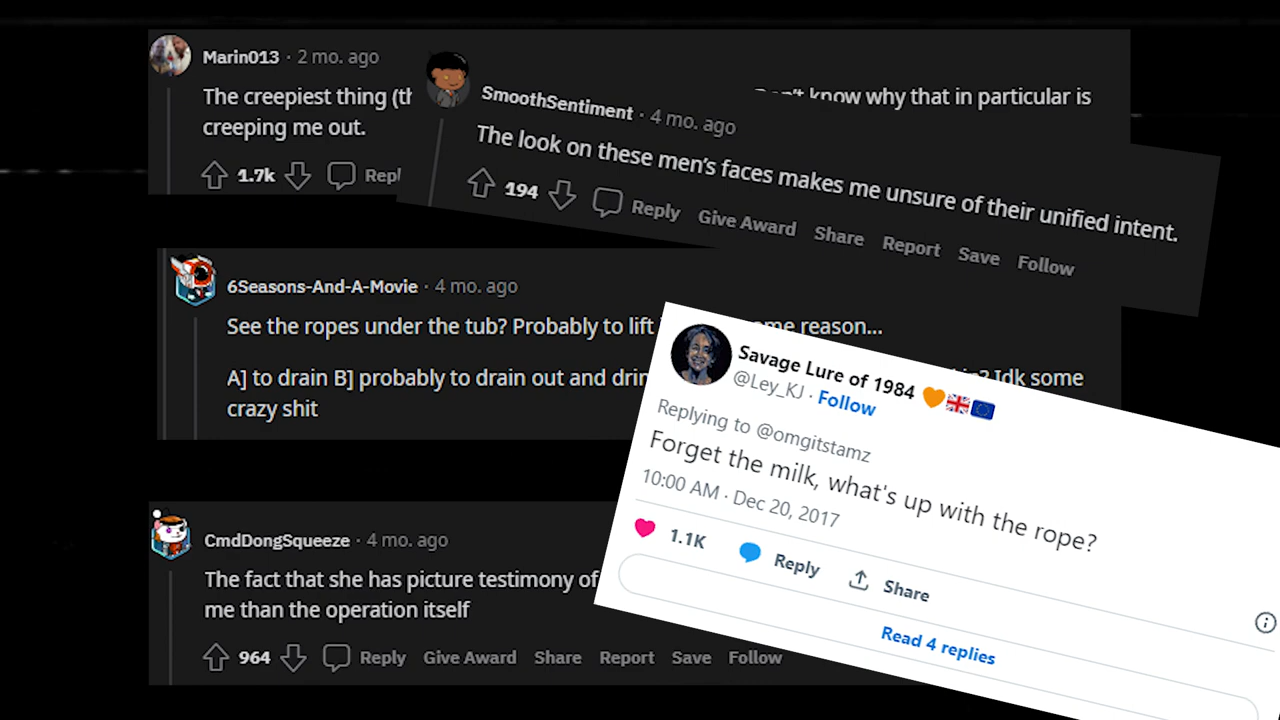 Marin013 · 2 mo. ago
The creepiest thing (th
know why that in particular is
creeping me out.
1.7k
SmoothSentiment · 4 mo. ago
The look on these men's faces makes me unsure of their unified intent.
194 Reply Give Award Share Report Save Follow
6Seasons-And-A-Movie · 4 mo. ago
See the ropes under the tub? Probably to lift
reason...
A] to drain B] probably to drain out and
Idk some
crazy shit
Savage Lure of 1984 🧡🇬🇧🇪🇺
@Ley_KJ · Follow
Replying to @omgitstamz
Forget the milk, what's up with the rope?
10:00 AM · Dec 20, 2017
1.1K Reply Share
Read 4 replies
CmdDongSqueeze · 4 mo. ago
The fact that she has picture testimony of
me than the operation itself
964 Reply Give Award Share Report Save Follow